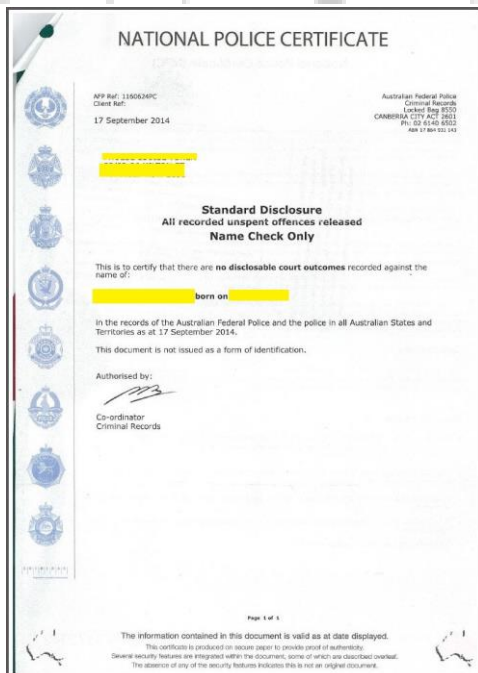 NATIONAL POLICE CERTIFICATE
AFP Ref: 1160624PC
Client Ref:
17 September 2014
Australian Federal Police
Criminal Records
Locked Bag 8550
CANBERRA CITY ACT 2601
Ph: 02 6140 6502
ABN 17 864 931 143
Standard Disclosure
All recorded unspent offences released
Name Check Only
This is to certify that there are no disclosable court outcomes recorded against the
name of:
born on
in the records of the Australian Federal Police and the police in all Australian States and
Territories as at 17 September 2014.
This document is not issued as a form of identification.
Authorised by:
Co-ordinator
Criminal Records
Page 1 of 1
The information contained in this document is valid as at date displayed.
This certificate is produced on secure paper to provide proof of authenticity.
Several security features are integrated within the document, some of which are described overleaf.
The absence of any of the security features indicates this is not an original document.